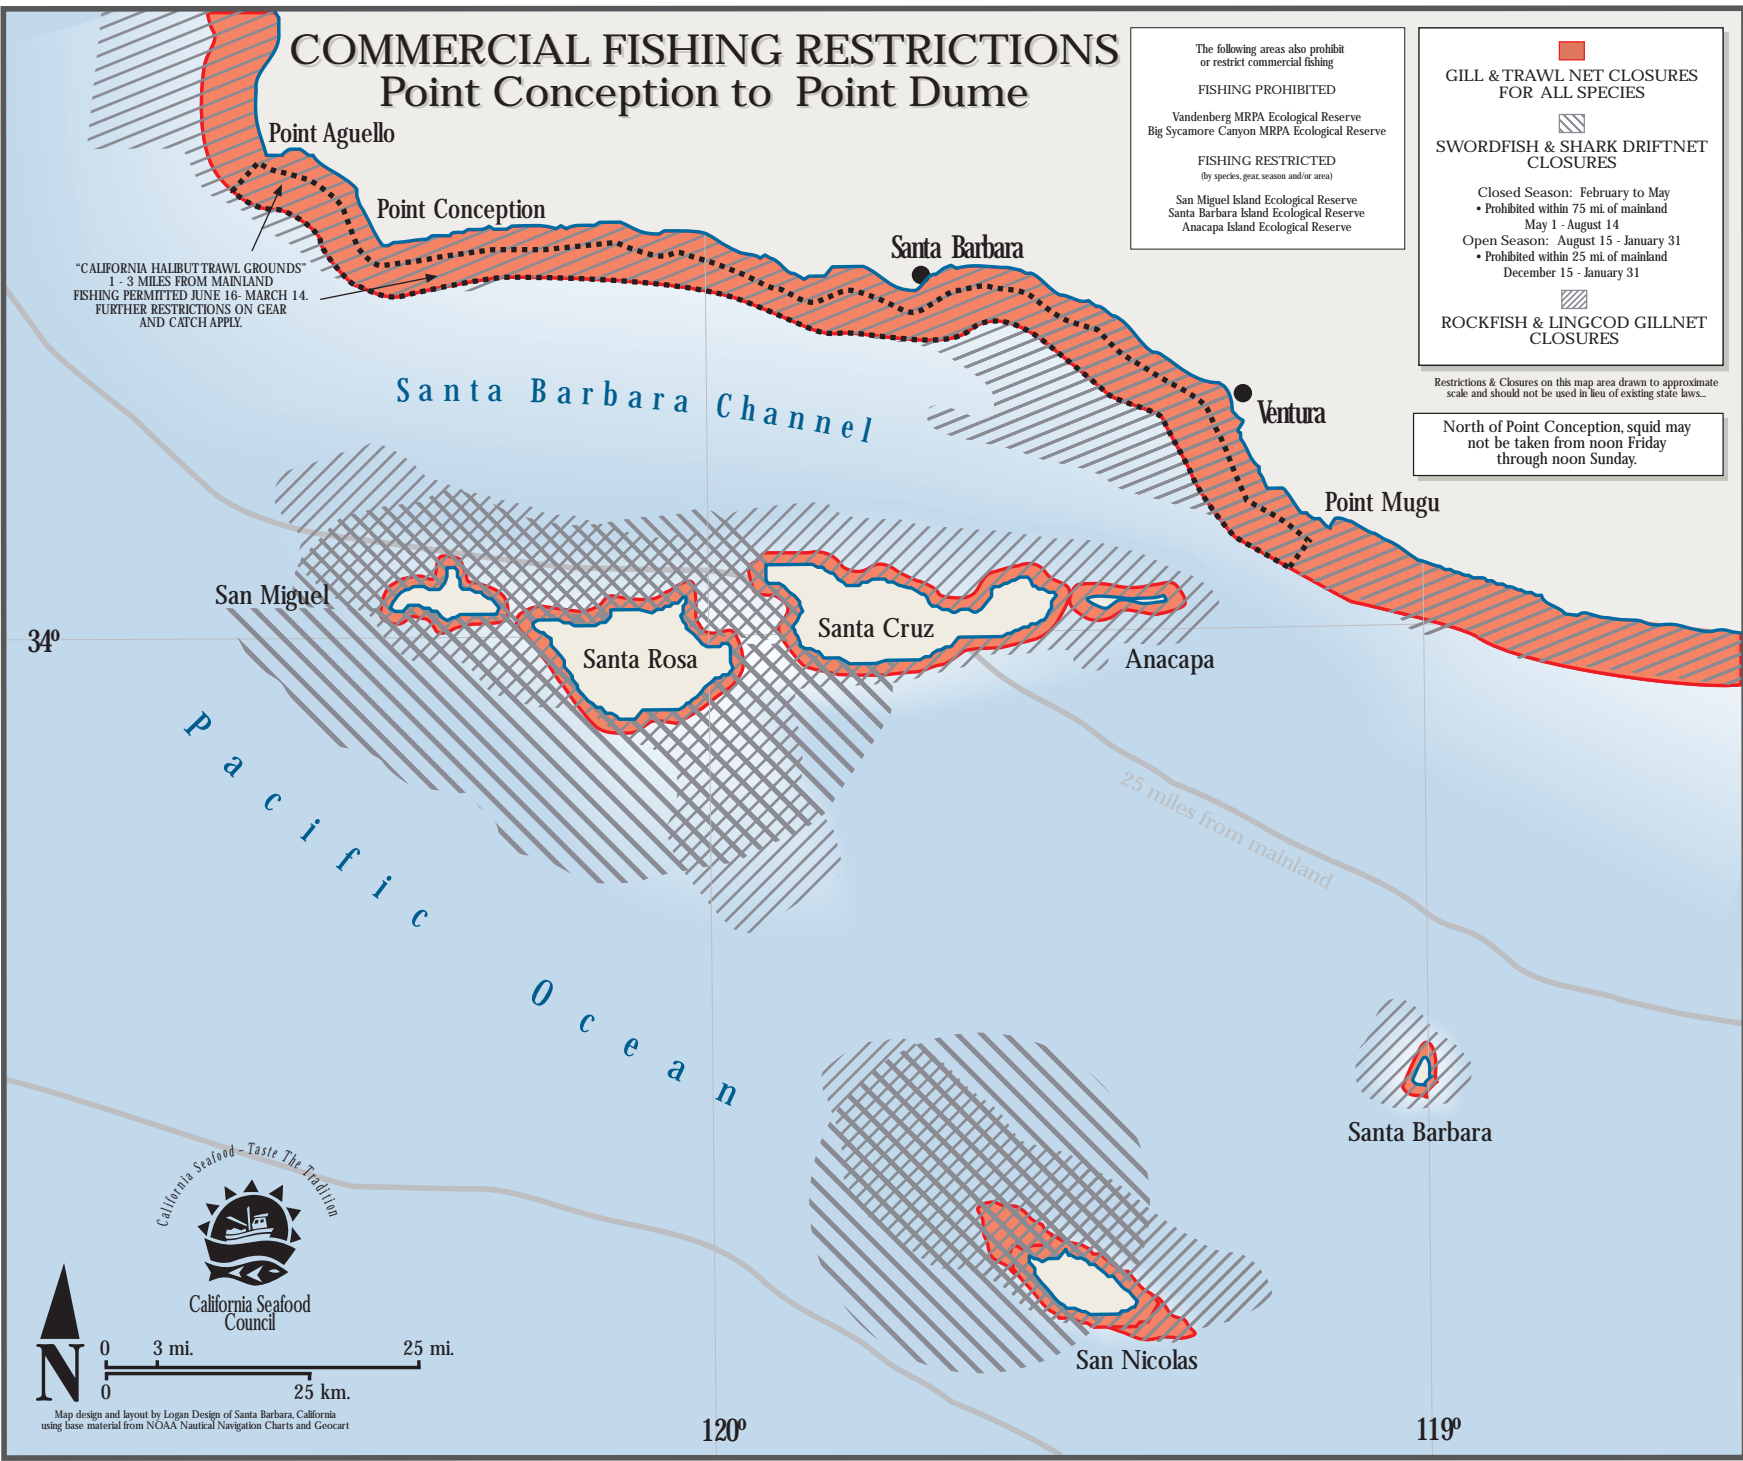 COMMERCIAL FISHING RESTRICTIONS
Point Conception to Point Dume
The following areas also prohibit
or restrict commercial fishing
FISHING PROHIBITED
Vandenberg MRPA Ecological Reserve
Big Sycamore Canyon MRPA Ecological Reserve
FISHING RESTRICTED
(by species, gear, season and/or area)
San Miguel Island Ecological Reserve
Santa Barbara Island Ecological Reserve
Anacapa Island Ecological Reserve
GILL & TRAWL NET CLOSURES
FOR ALL SPECIES
SWORDFISH & SHARK DRIFTNET
CLOSURES
Closed Season: February to May
• Prohibited within 75 mi. of mainland
May 1 - August 14
Open Season: August 15 - January 31
• Prohibited within 25 mi. of mainland
December 15 - January 31
ROCKFISH & LINGCOD GILLNET
CLOSURES
Restrictions & Closures on this map area drawn to approximate
scale and should not be used in lieu of existing state laws...
North of Point Conception, squid may
not be taken from noon Friday
through noon Sunday.
Point Aguello
Point Conception
Santa Barbara
"CALIFORNIA HALIBUT TRAWL GROUNDS"
1 - 3 MILES FROM MAINLAND
FISHING PERMITTED JUNE 16- MARCH 14.
FURTHER RESTRICTIONS ON GEAR
AND CATCH APPLY.
Ventura
Santa Barbara Channel
Point Mugu
San Miguel
34º
Santa Rosa
Santa Cruz
Anacapa
Pacific Ocean
25 miles from mainland
Santa Barbara
San Nicolas
California Seafood - Taste The Tradition
California Seafood
Council
N
0 3 mi. 25 mi.
0 25 km.
Map design and layout by Logan Design of Santa Barbara, California
using base material from NOAA Nautical Navigation Charts and Geocart
120º
119º